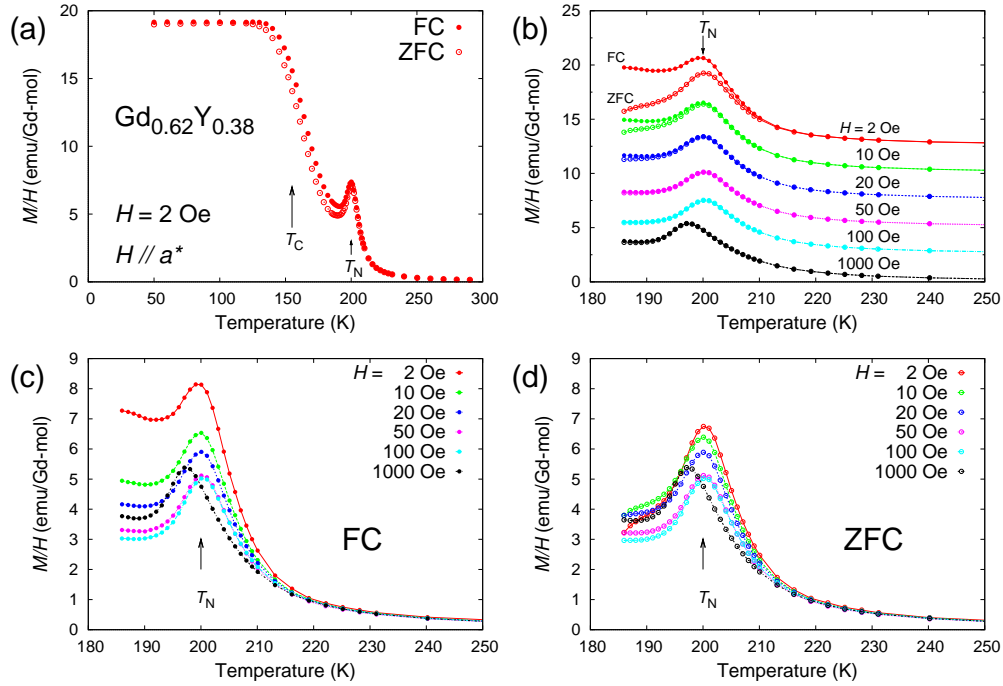 (a)
FC
ZFC
Gd0.62Y0.38
H = 2 Oe
H // a*
TC
TN
M/H (emu/Gd-mol)
20
15
10
5
0
0 50 100 150 200 250 300
Temperature (K)
(b)
TN
FC
ZFC
H = 2 Oe
10 Oe
20 Oe
50 Oe
100 Oe
1000 Oe
M/H (emu/Gd-mol)
25
20
15
10
5
0
180 190 200 210 220 230 240 250
Temperature (K)
(c)
H = 2 Oe
10 Oe
20 Oe
50 Oe
100 Oe
1000 Oe
FC
TN
M/H (emu/Gd-mol)
9
8
7
6
5
4
3
2
1
0
180 190 200 210 220 230 240 250
Temperature (K)
(d)
H = 2 Oe
10 Oe
20 Oe
50 Oe
100 Oe
1000 Oe
ZFC
TN
M/H (emu/Gd-mol)
9
8
7
6
5
4
3
2
1
0
180 190 200 210 220 230 240 250
Temperature (K)